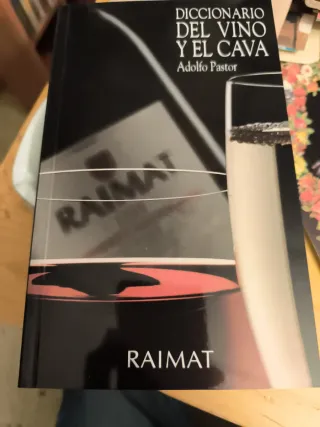 DICCIONARIO
DEL VINO
Y EL CAVA
Adolfo Pastor
RAIMAT
RAIMAT